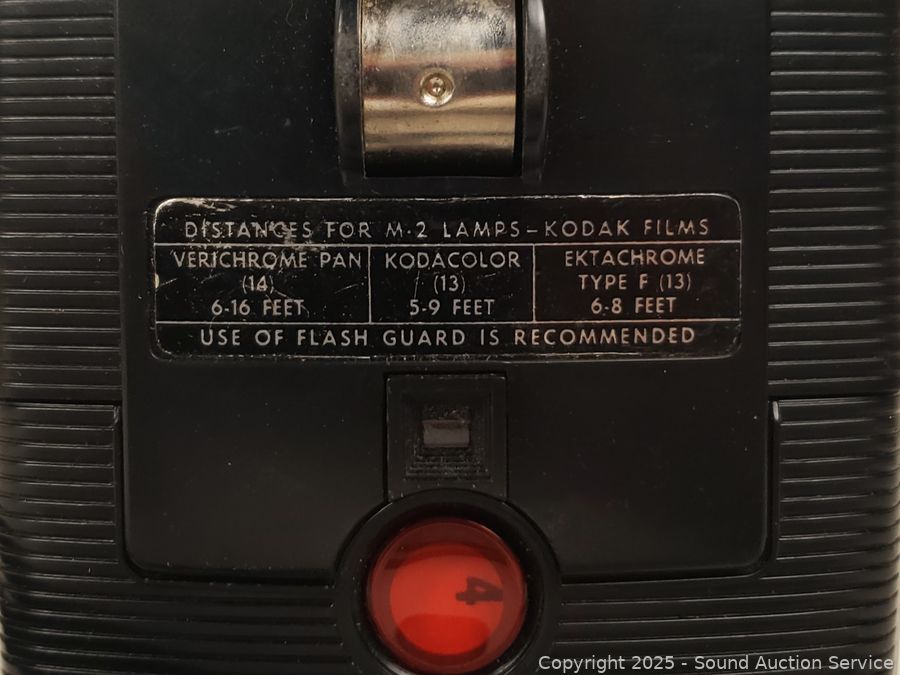 DISTANCES FOR M·2 LAMPS–KODAK FILMS
VERICHROME PAN
(14)
6-16 FEET
KODACOLOR
(13)
5-9 FEET
EKTACHROME
TYPE F (13)
6-8 FEET
USE OF FLASH GUARD IS RECOMMENDED
4
Copyright 2025 - Sound Auction Service